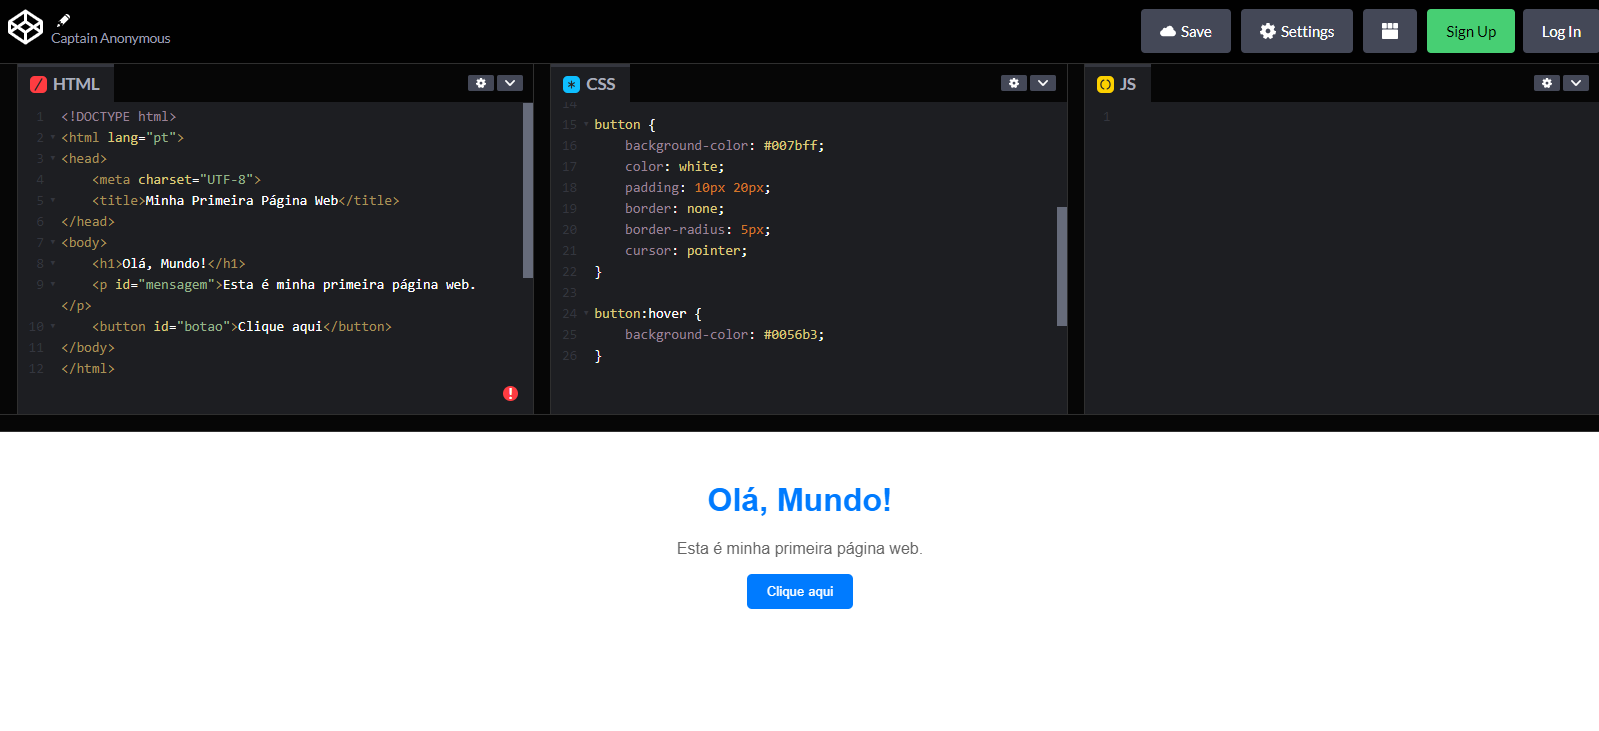 Captain Anonymous
Save
Settings
Sign Up
Log In
HTML
1 <!DOCTYPE html>
2 <html lang="pt">
3 <head>
4     <meta charset="UTF-8">
5     <title>Minha Primeira Página Web</title>
6 </head>
7 <body>
8     <h1>Olá, Mundo!</h1>
9     <p id="mensagem">Esta é minha primeira página web.
</p>
10     <button id="botao">Clique aqui</button>
11 </body>
12 </html>
CSS
14
15 button {
16     background-color: #007bff;
17     color: white;
18     padding: 10px 20px;
19     border: none;
20     border-radius: 5px;
21     cursor: pointer;
22 }
23
24 button:hover {
25     background-color: #0056b3;
26 }
JS
1
Olá, Mundo!
Esta é minha primeira página web.
Clique aqui